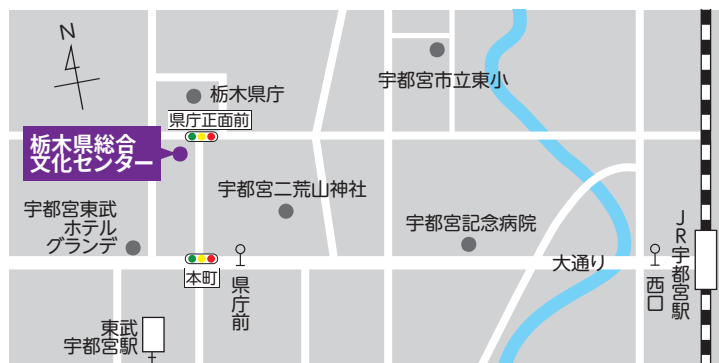 N
宇都宮市立東小
栃木県庁
県庁正面前
栃木県総合
文化センター
宇都宮二荒山神社
宇都宮東武
ホテル
グランデ
宇都宮記念病院
JR宇都宮駅
大通り
本町
県庁前
西口
東武
宇都宮駅